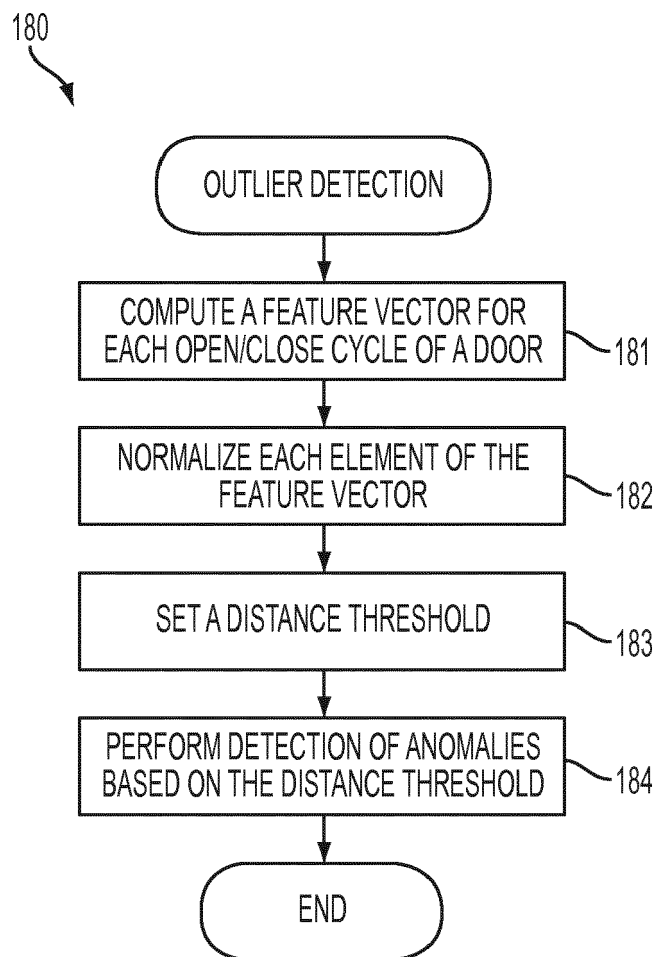 180
OUTLIER DETECTION
COMPUTE A FEATURE VECTOR FOR
EACH OPEN/CLOSE CYCLE OF A DOOR
181
NORMALIZE EACH ELEMENT OF THE
FEATURE VECTOR
182
SET A DISTANCE THRESHOLD
183
PERFORM DETECTION OF ANOMALIES
BASED ON THE DISTANCE THRESHOLD
184
END